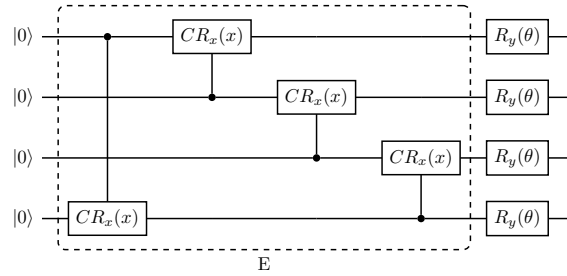 |0⟩ CR_x(x) R_y(θ)
|0⟩ CR_x(x) R_y(θ)
|0⟩ CR_x(x) R_y(θ)
|0⟩ CR_x(x) R_y(θ)
E